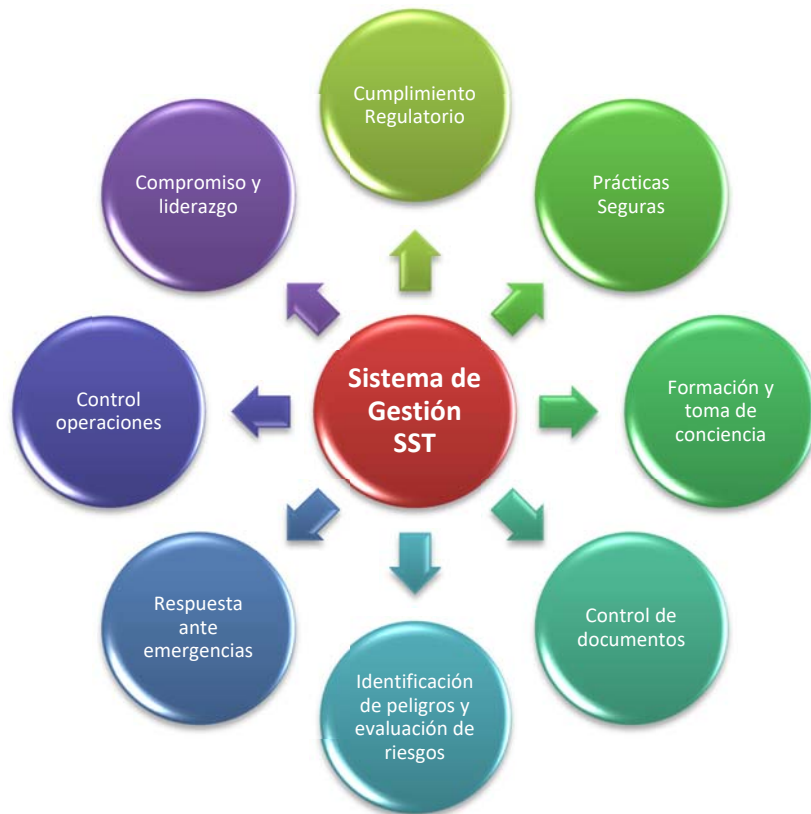 Cumplimiento
Regulatorio
Prácticas
Seguras
Formación y
toma de
conciencia
Control de
documentos
Identificación
de peligros y
evaluación de
riesgos
Respuesta
ante
emergencias
Control
operaciones
Compromiso y
liderazgo
Sistema de
Gestión
SST